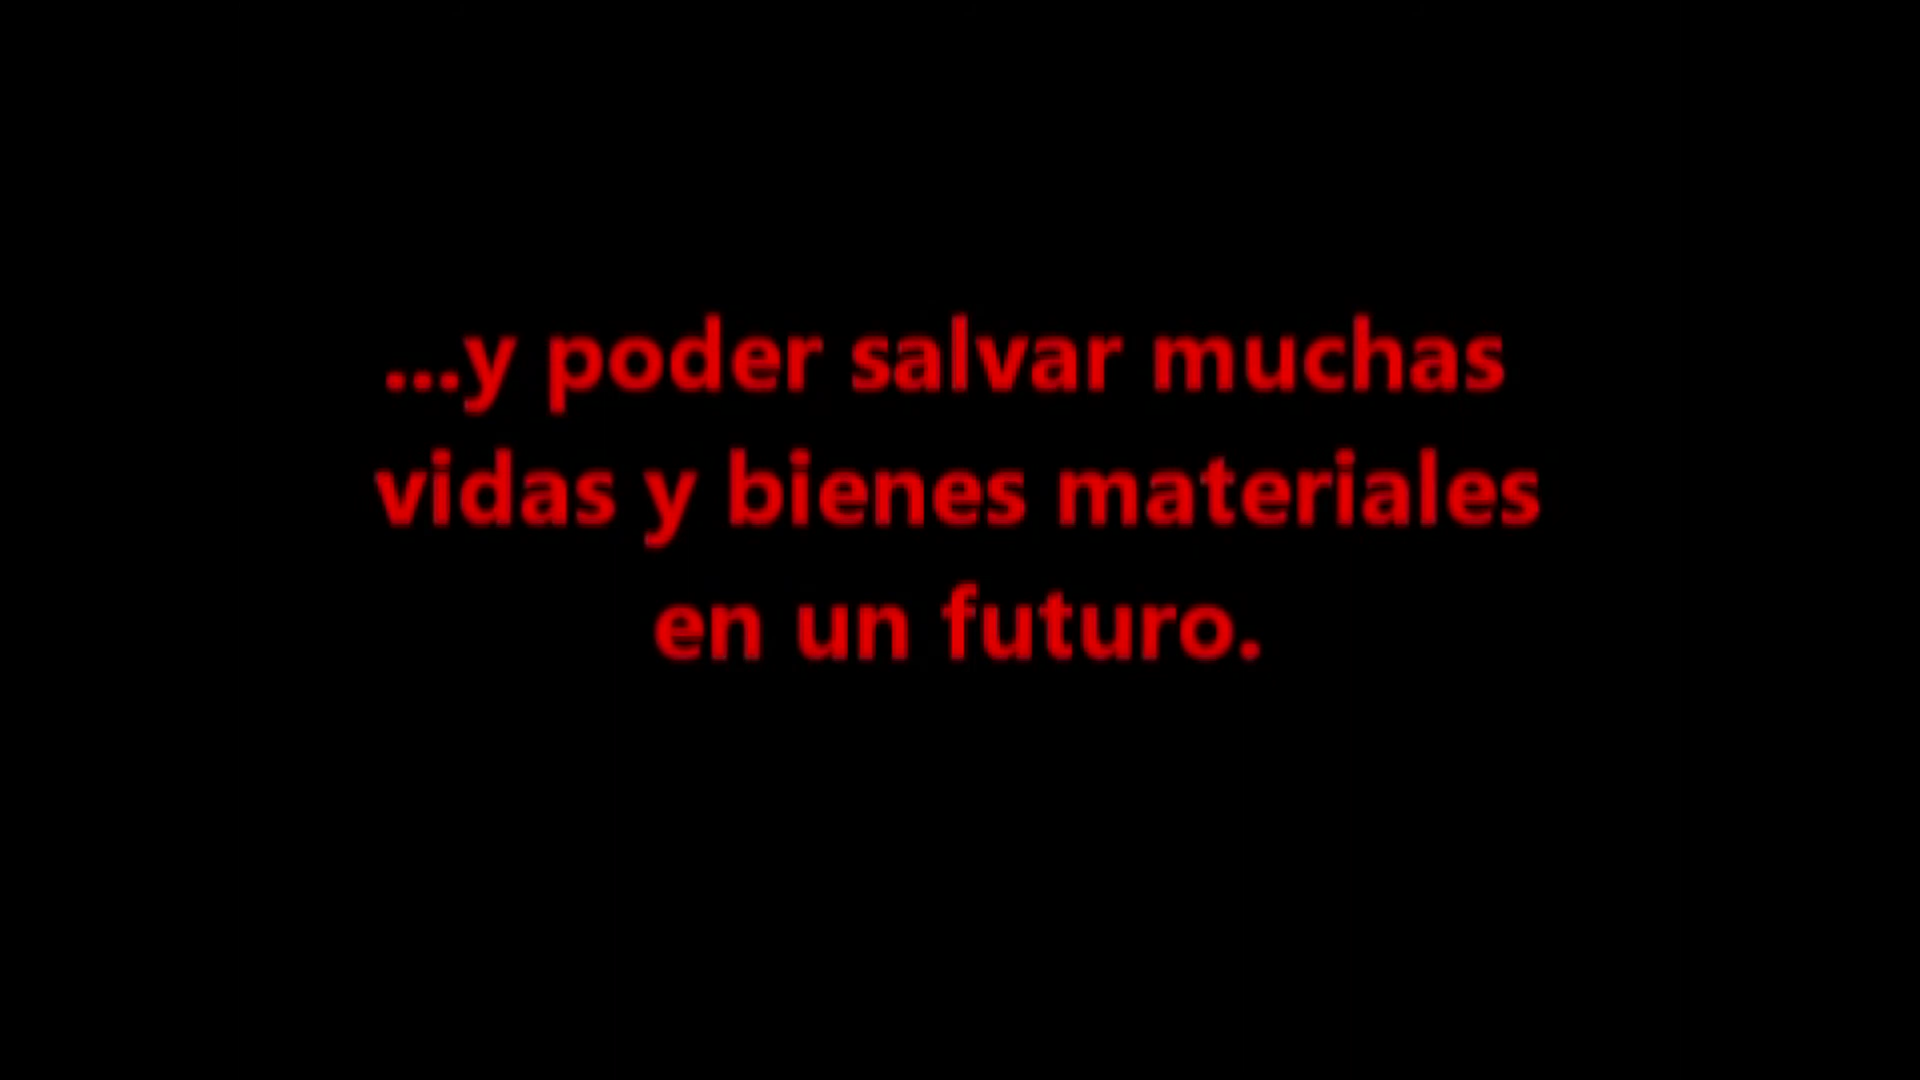 ...y poder salvar muchas
vidas y bienes materiales
en un futuro.